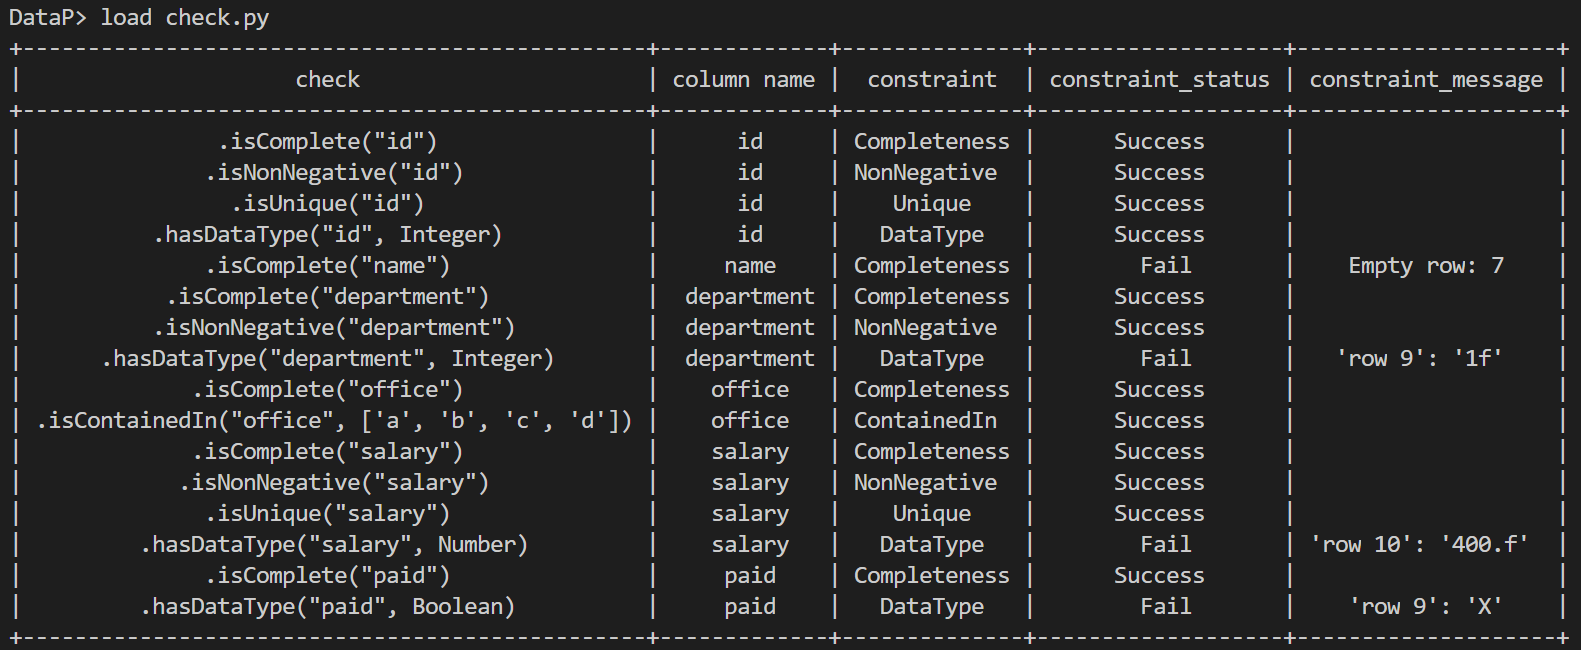 DataP> load check.py
+------------------------------------------------+-------------+--------------+-------------------+--------------------+
| check | column name | constraint | constraint_status | constraint_message |
+------------------------------------------------+-------------+--------------+-------------------+--------------------+
| .isComplete("id") | id | Completeness | Success | |
| .isNonNegative("id") | id | NonNegative | Success | |
| .isUnique("id") | id | Unique | Success | |
| .hasDataType("id", Integer) | id | DataType | Success | |
| .isComplete("name") | name | Completeness | Fail | Empty row: 7 |
| .isComplete("department") | department | Completeness | Success | |
| .isNonNegative("department") | department | NonNegative | Success | |
| .hasDataType("department", Integer) | department | DataType | Fail | 'row 9': '1f' |
| .isComplete("office") | office | Completeness | Success | |
| .isContainedIn("office", ['a', 'b', 'c', 'd']) | office | ContainedIn | Success | |
| .isComplete("salary") | salary | Completeness | Success | |
| .isNonNegative("salary") | salary | NonNegative | Success | |
| .isUnique("salary") | salary | Unique | Success | |
| .hasDataType("salary", Number) | salary | DataType | Fail | 'row 10': '400.f' |
| .isComplete("paid") | paid | Completeness | Success | |
| .hasDataType("paid", Boolean) | paid | DataType | Fail | 'row 9': 'X' |
+------------------------------------------------+-------------+--------------+-------------------+--------------------+